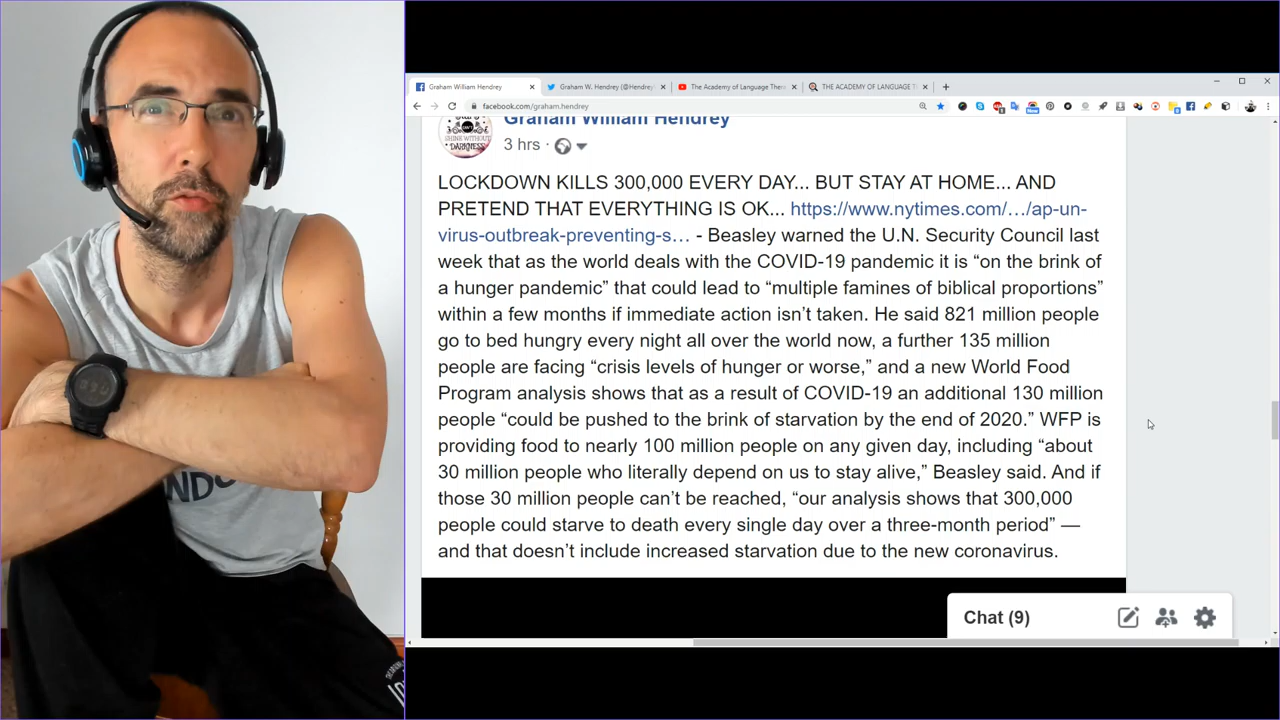 Graham William Hendrey
Graham W. Hendrey (@Hendrey
The Academy of Language Thera
THE ACADEMY OF LANGUAGE T
facebook.com/graham.hendrey
Graham William Hendrey
THINK WITHOUT
DARKNESS
3 hrs ·
LOCKDOWN KILLS 300,000 EVERY DAY... BUT STAY AT HOME... AND
PRETEND THAT EVERYTHING IS OK... https://www.nytimes.com/…/ap-un-
virus-outbreak-preventing-s… - Beasley warned the U.N. Security Council last
week that as the world deals with the COVID-19 pandemic it is “on the brink of
a hunger pandemic” that could lead to “multiple famines of biblical proportions”
within a few months if immediate action isn’t taken. He said 821 million people
go to bed hungry every night all over the world now, a further 135 million
people are facing “crisis levels of hunger or worse,” and a new World Food
Program analysis shows that as a result of COVID-19 an additional 130 million
people “could be pushed to the brink of starvation by the end of 2020.” WFP is
providing food to nearly 100 million people on any given day, including “about
30 million people who literally depend on us to stay alive,” Beasley said. And if
those 30 million people can’t be reached, “our analysis shows that 300,000
people could starve to death every single day over a three-month period” —
and that doesn’t include increased starvation due to the new coronavirus.
Chat (9)